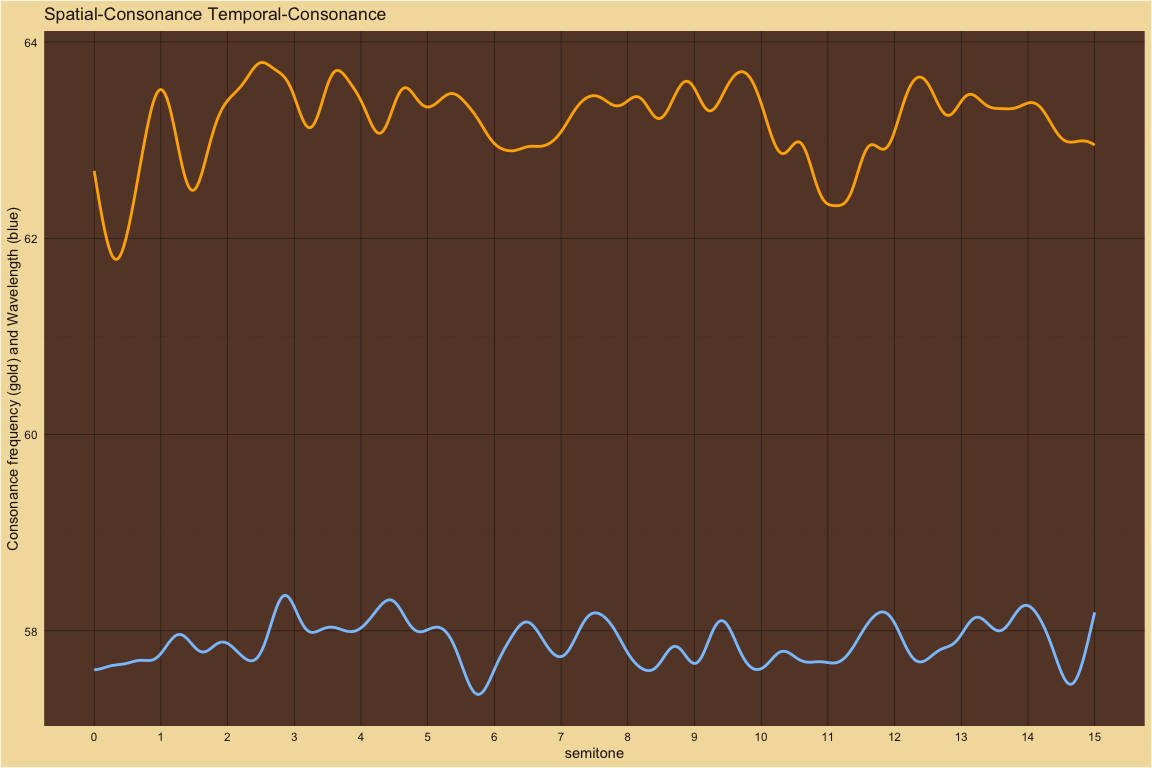 Spatial-Consonance Temporal-Consonance
Consonance frequency (gold) and Wavelength (blue)
64
62
60
58
0 1 2 3 4 5 6 7 8 9 10 11 12 13 14 15
semitone